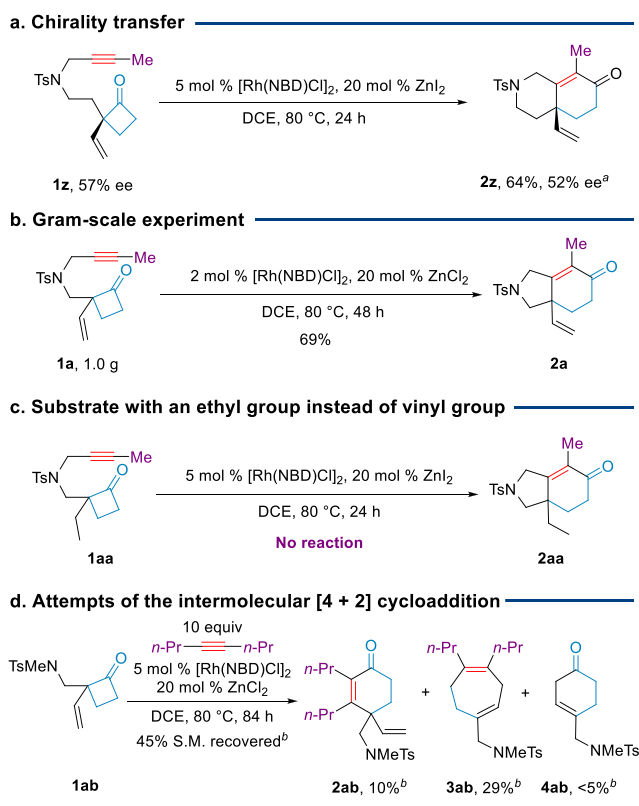 a. Chirality transfer
Me
TsN
O
5 mol % [Rh(NBD)Cl]2, 20 mol % ZnI2
DCE, 80 °C, 24 h
Me
TsN
O
1z, 57% ee
2z, 64%, 52% ee^a
b. Gram-scale experiment
Me
TsN
O
2 mol % [Rh(NBD)Cl]2, 20 mol % ZnCl2
DCE, 80 °C, 48 h
69%
Me
TsN
O
1a, 1.0 g
2a
c. Substrate with an ethyl group instead of vinyl group
Me
TsN
O
5 mol % [Rh(NBD)Cl]2, 20 mol % ZnI2
DCE, 80 °C, 24 h
No reaction
Me
TsN
O
1aa
2aa
d. Attempts of the intermolecular [4 + 2] cycloaddition
TsMeN
O
10 equiv
n-Pr n-Pr
5 mol % [Rh(NBD)Cl]2
20 mol % ZnCl2
DCE, 80 °C, 84 h
45% S.M. recovered^b
O
n-Pr
n-Pr
NMeTs
+
n-Pr n-Pr
NMeTs
+
O
NMeTs
1ab
2ab, 10%^b
3ab, 29%^b
4ab, <5%^b